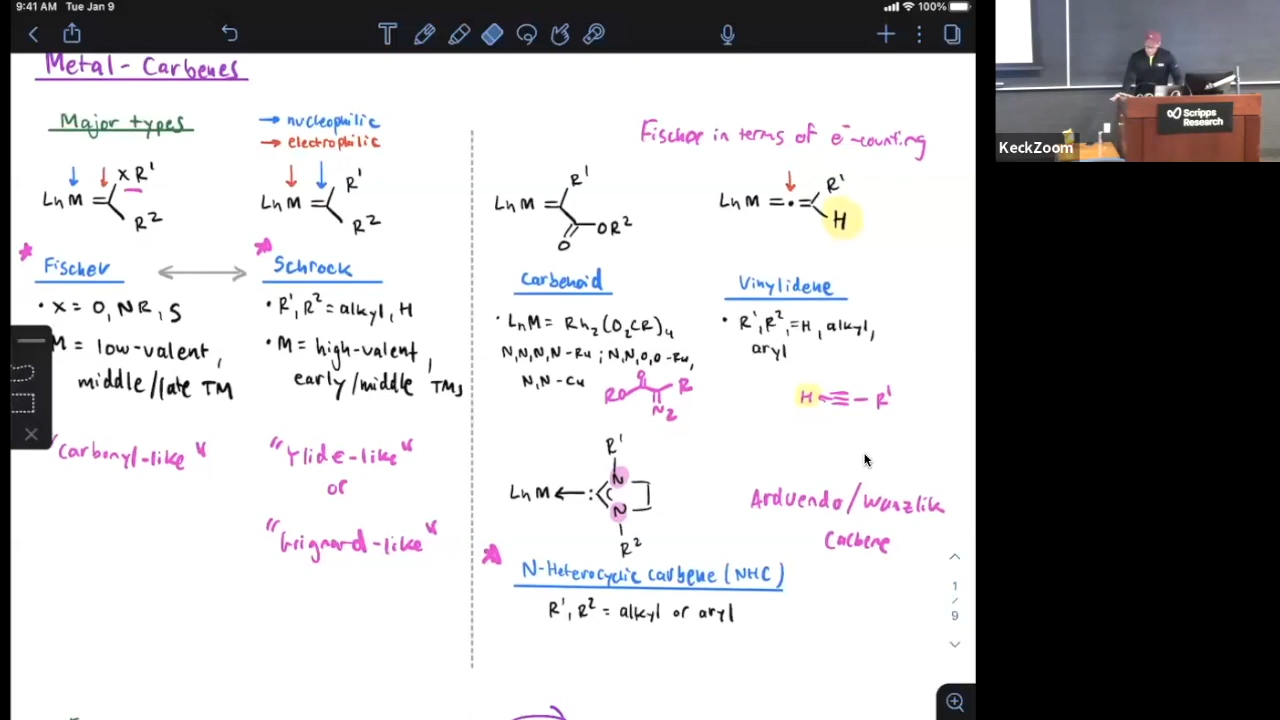 9:41 AM Tue Jan 9
100%
Metal-Carbenes
Major types
→ nucleophilic
→ electrophilic
Fischer in terms of e⁻-counting
LnM = XR¹ R²
LnM = R¹ R²
LnM = R¹ O OR²
LnM = • = R¹ H
Fischer
Schrock
Carbenoid
Vinylidene
• X = O, NR, S
M = low-valent,
middle/late TM
• R¹, R² = alkyl, H
• M = high-valent,
early/middle TMs
• LnM = Rh₂(O₂CR)₄
N,N,N,N-Ru; N,N,O,O-Ru,
N,N-Cu
RO O R N₂
• R¹, R², = H, alkyl,
aryl
H ≡ R¹
"Carbonyl-like"
"Ylide-like"
or
"Grignard-like"
R¹
N
LnM ← :C
N
R²
Arduendo/Wanzlik
Carbene
N-Heterocyclic carbene (NHC)
R¹, R² = alkyl or aryl
1
/
9
Scripps
Research
KeckZoom